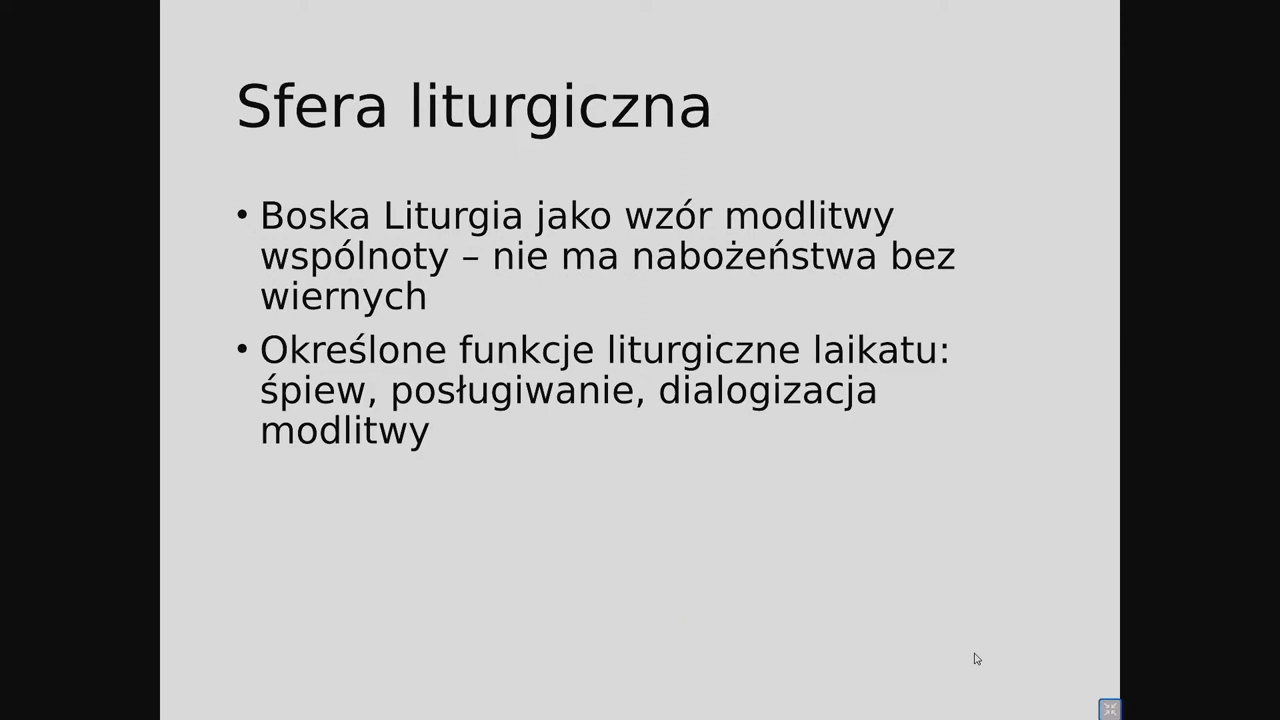 Sfera liturgiczna
• Boska Liturgia jako wzór modlitwy
wspólnoty – nie ma nabożeństwa bez
wiernych
• Określone funkcje liturgiczne laikatu:
śpiew, posługiwanie, dialogizacja
modlitwy